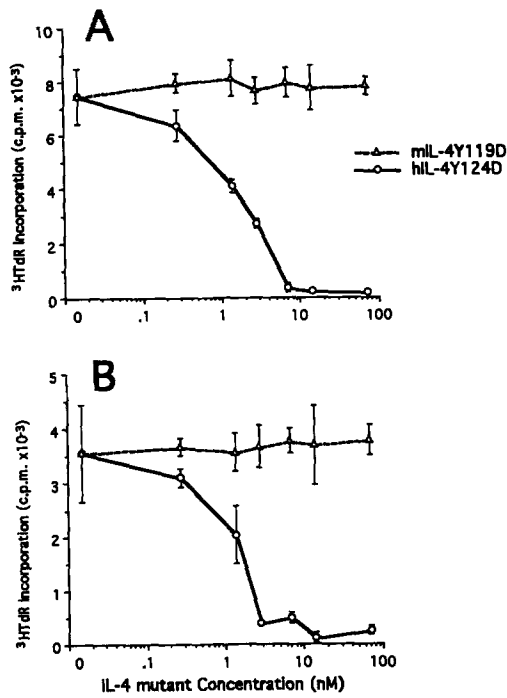 A
10
8
6
4
2
0
³HTdR Incorporation (c.p.m. x10⁻³)
0 .1 1 10 100
mIL-4Y119D
hIL-4Y124D
B
5
4
3
2
1
0
³HTdR Incorporation (c.p.m. x10⁻³)
0 .1 1 10 100
IL-4 mutant Concentration (nM)